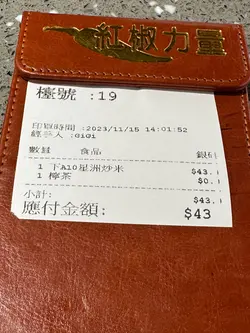 紅椒力量
檯號 :19
印單時間 :2023/11/15 14:01:52
經手人 :GiGi
數量 食品 銀
1 下A10星洲炒米 $43.
1 檸茶 $0.
小計: $43.
應付金額: $43